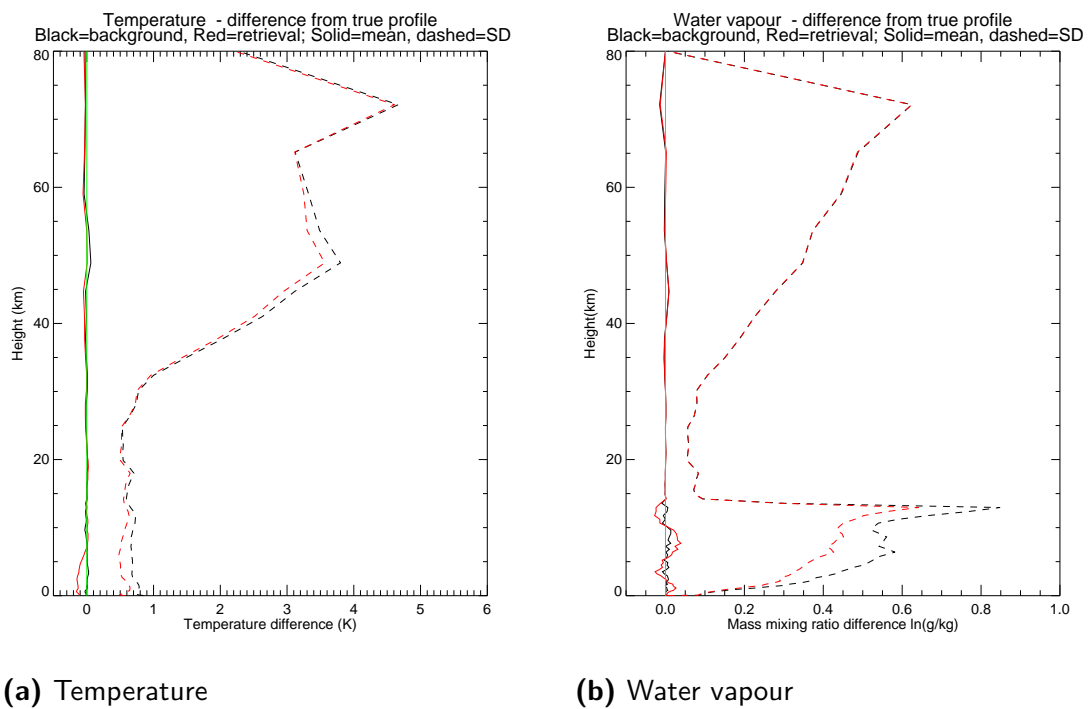 Temperature - difference from true profile
Black=background, Red=retrieval; Solid=mean, dashed=SD
80
60
40
20
0
Height (km)
0 1 2 3 4 5 6
Temperature difference (K)
(a) Temperature
Water vapour - difference from true profile
Black=background, Red=retrieval; Solid=mean, dashed=SD
80
60
40
20
0
Height(km)
0.0 0.2 0.4 0.6 0.8 1.0
Mass mixing ratio difference ln(g/kg)
(b) Water vapour